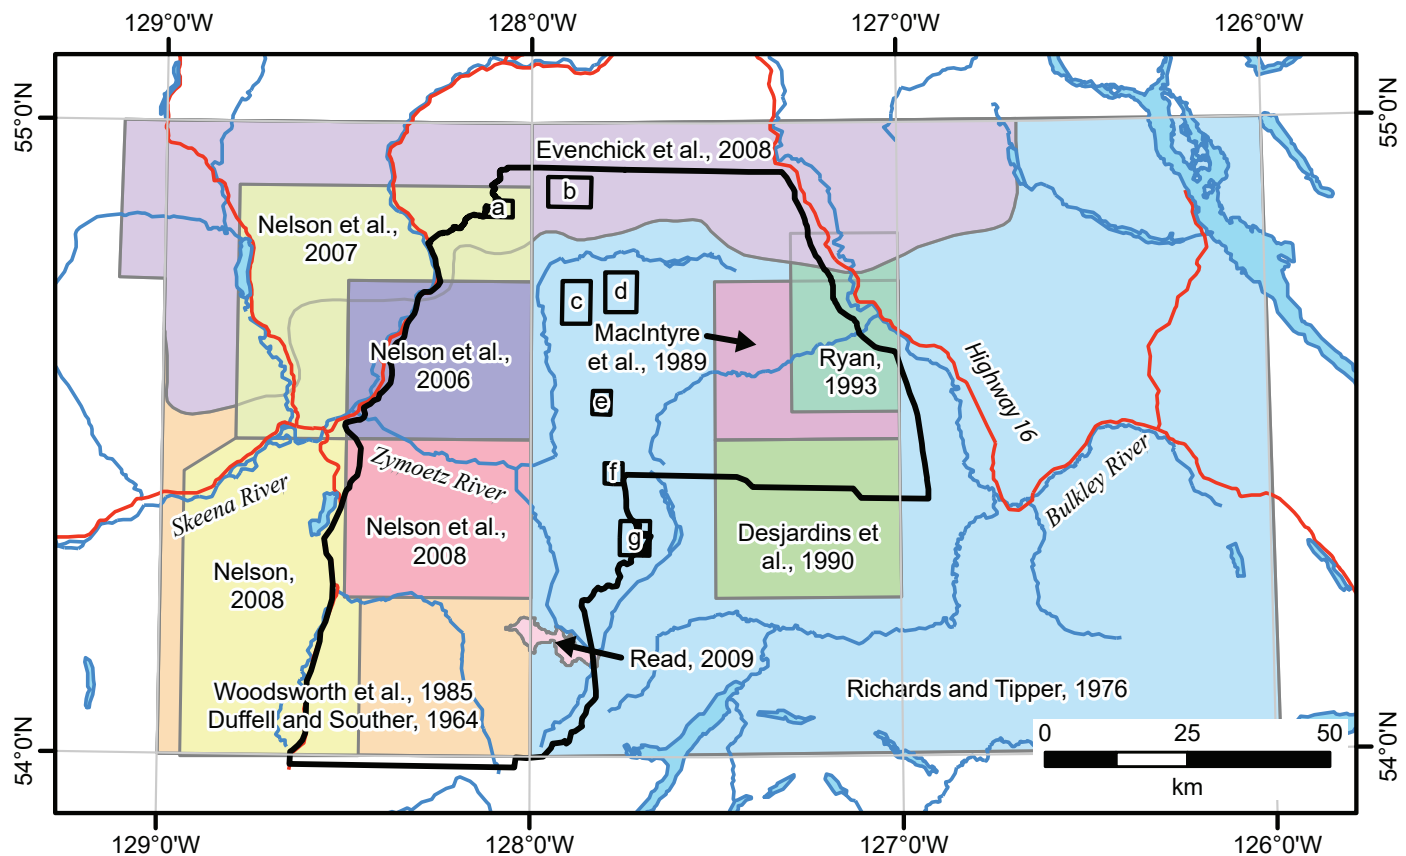 129°0'W
128°0'W
127°0'W
126°0'W
55°0'N
55°0'N
Evenchick et al., 2008
b
a
Nelson et al.,
2007
d
c
MacIntyre
et al., 1989
Nelson et al.,
2006
Ryan,
1993
Highway 16
e
Zymoetz River
f
Skeena River
Bulkley River
Nelson et al.,
2008
g
Desjardins et
al., 1990
Nelson,
2008
Read, 2009
Woodsworth et al., 1985
Duffell and Souther, 1964
Richards and Tipper, 1976
0
25
50
km
54°0'N
54°0'N
129°0'W
128°0'W
127°0'W
126°0'W